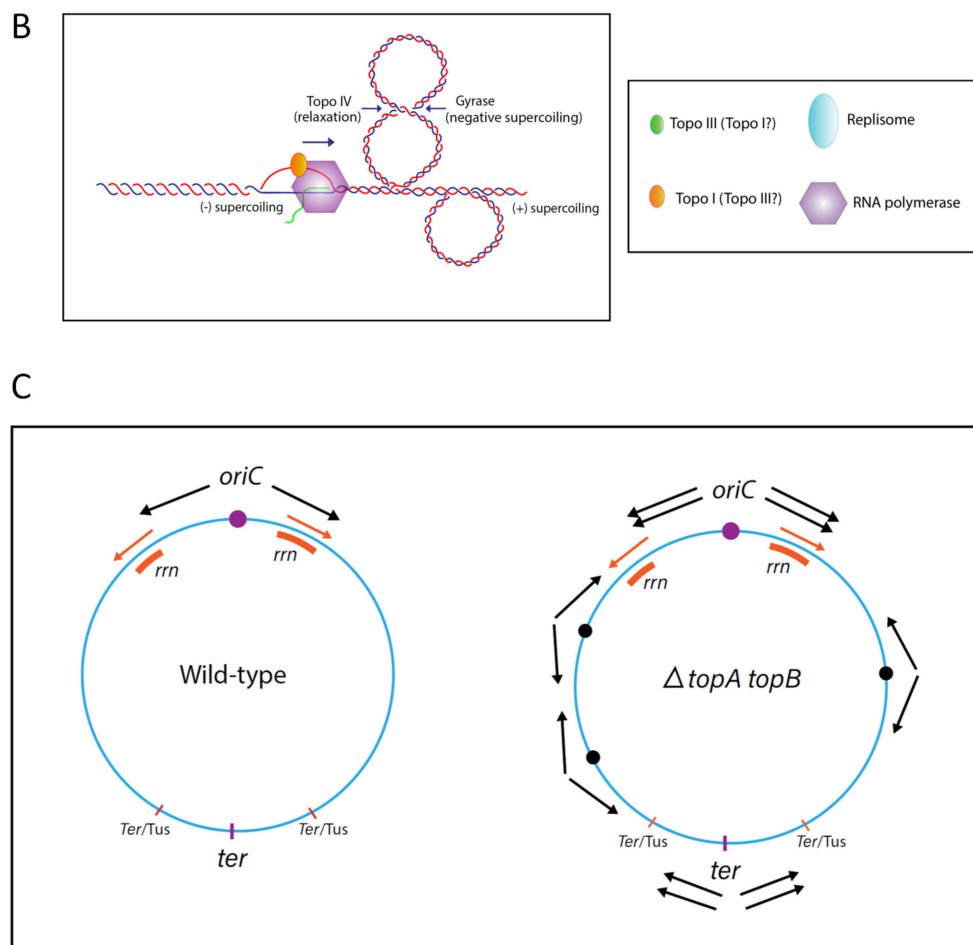 B
Topo IV
(relaxation)
Gyrase
(negative supercoiling)
(-) supercoiling
(+) supercoiling
Topo III (Topo I?)
Replisome
Topo I (Topo III?)
RNA polymerase
C
oriC
rrn
rrn
Wild-type
Ter/Tus
Ter/Tus
ter
oriC
rrn
rrn
△ topA topB
Ter/Tus
Ter/Tus
ter